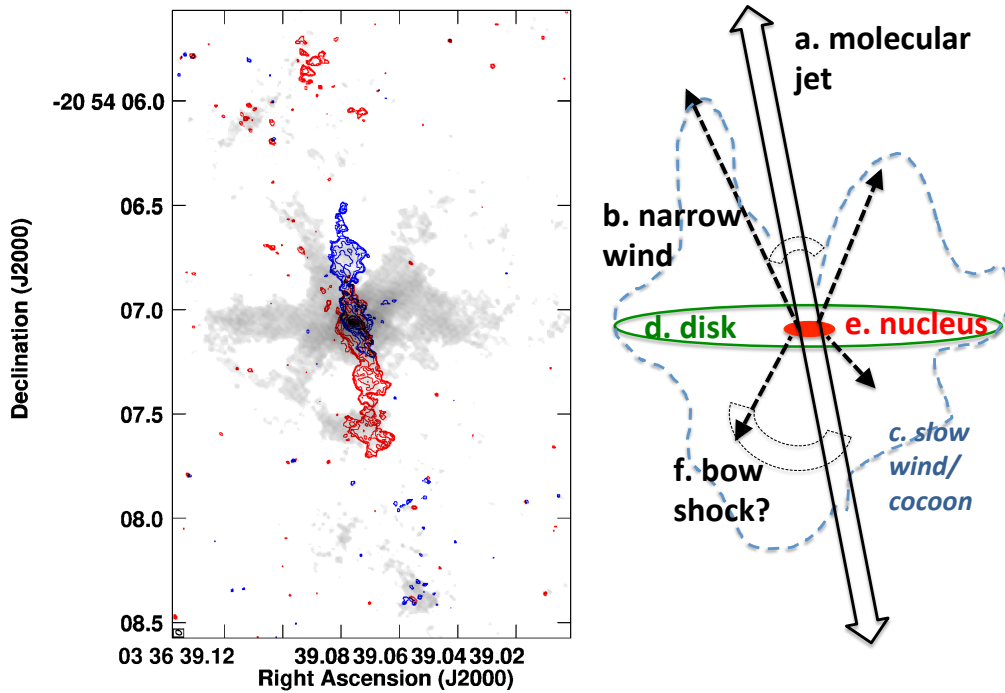 Declination (J2000)
-20 54 06.0
06.5
07.0
07.5
08.0
08.5
03 36 39.12
39.08
39.06
39.04
39.02
Right Ascension (J2000)
a. molecular
jet
b. narrow
wind
d. disk
e. nucleus
c. slow
wind/
cocoon
f. bow
shock?